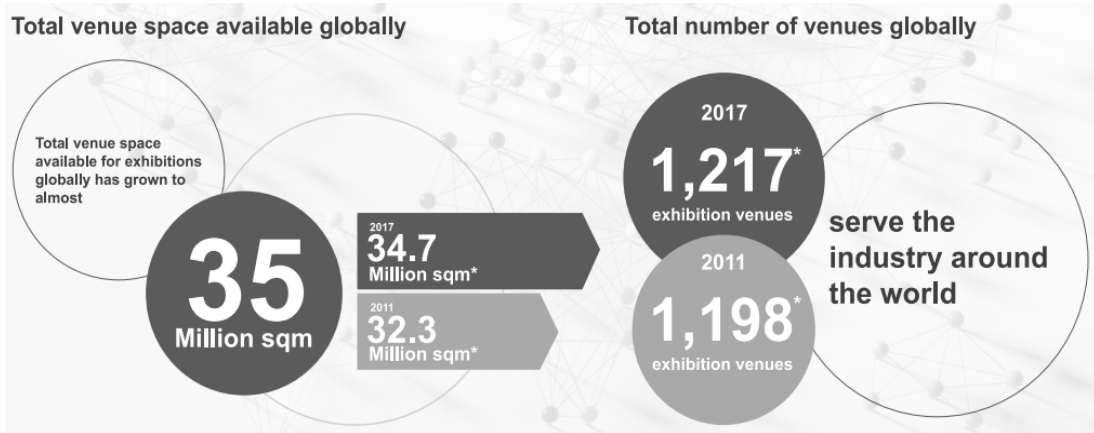 Total venue space available globally
Total venue space
available for exhibitions
globally has grown to
almost
35
Million sqm
2017
34.7
Million sqm*
2011
32.3
Million sqm*
Total number of venues globally
2017
1,217*
exhibition venues
2011
1,198*
exhibition venues
serve the
industry around
the world